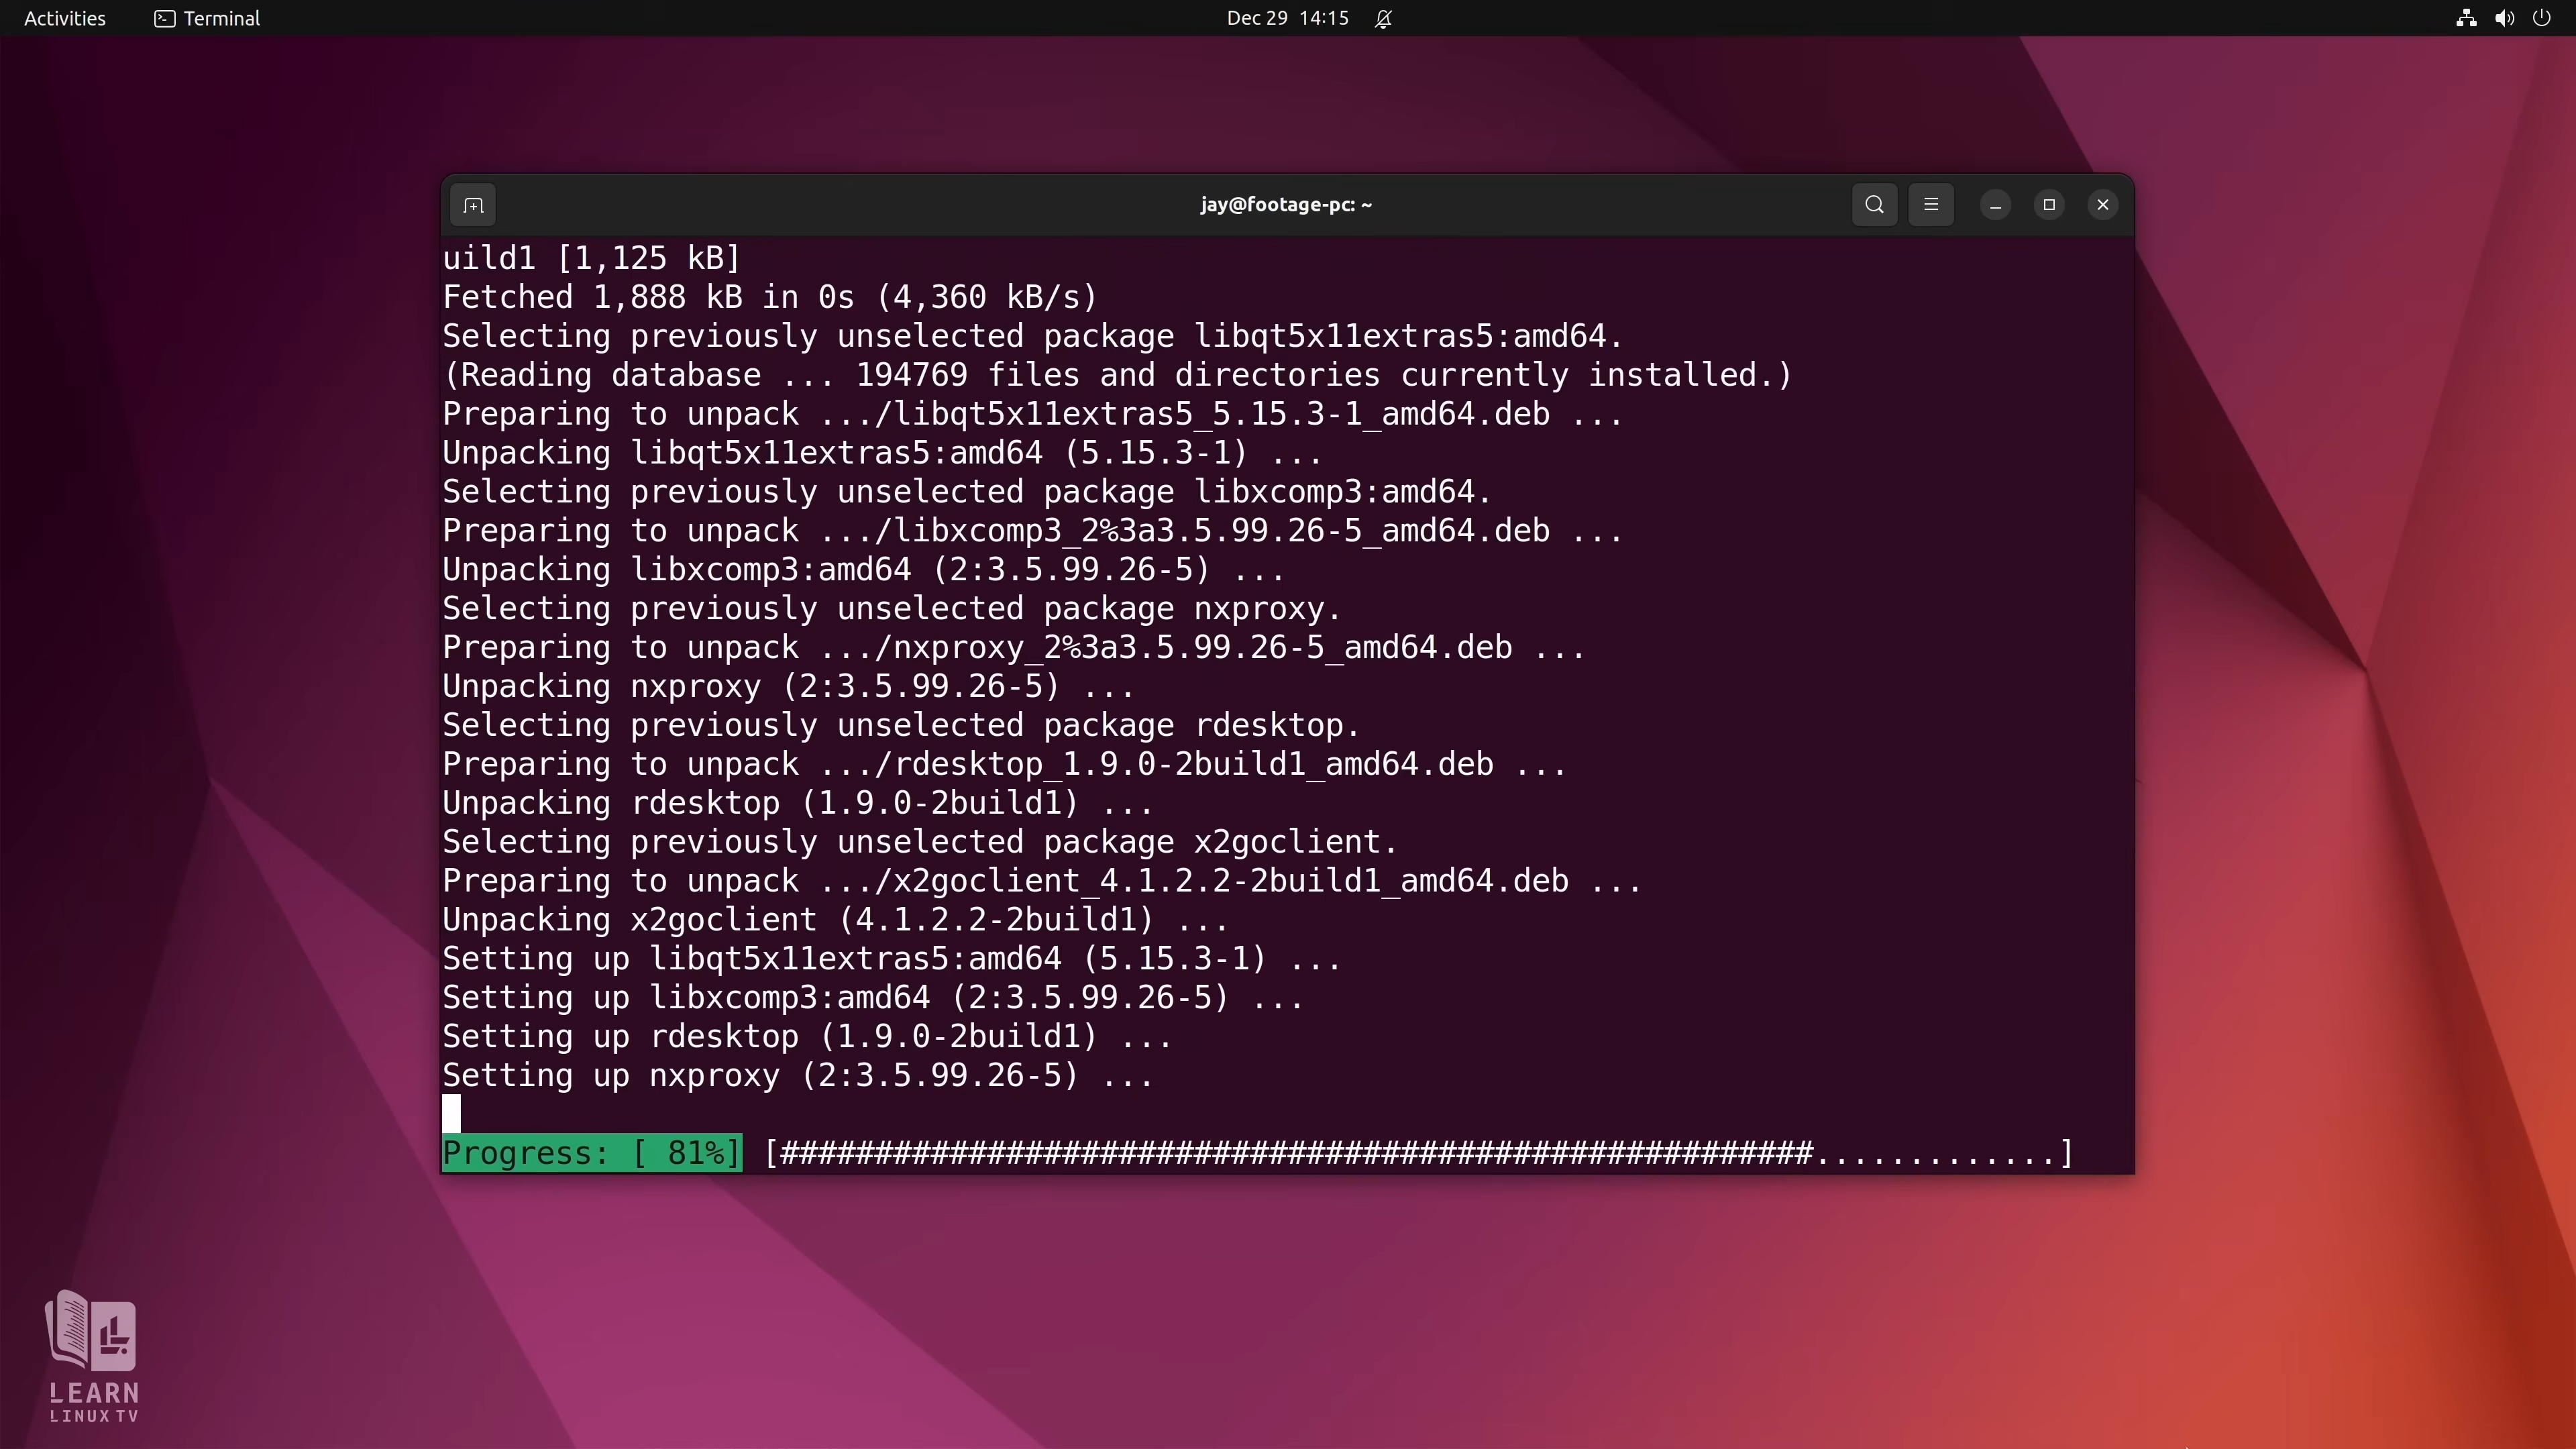 Activities Terminal Dec 29 14:15
jay@footage-pc: ~
uild1 [1,125 kB]
Fetched 1,888 kB in 0s (4,360 kB/s)
Selecting previously unselected package libqt5x11extras5:amd64.
(Reading database ... 194769 files and directories currently installed.)
Preparing to unpack .../libqt5x11extras5_5.15.3-1_amd64.deb ...
Unpacking libqt5x11extras5:amd64 (5.15.3-1) ...
Selecting previously unselected package libxcomp3:amd64.
Preparing to unpack .../libxcomp3_2%3a3.5.99.26-5_amd64.deb ...
Unpacking libxcomp3:amd64 (2:3.5.99.26-5) ...
Selecting previously unselected package nxproxy.
Preparing to unpack .../nxproxy_2%3a3.5.99.26-5_amd64.deb ...
Unpacking nxproxy (2:3.5.99.26-5) ...
Selecting previously unselected package rdesktop.
Preparing to unpack .../rdesktop_1.9.0-2build1_amd64.deb ...
Unpacking rdesktop (1.9.0-2build1) ...
Selecting previously unselected package x2goclient.
Preparing to unpack .../x2goclient_4.1.2.2-2build1_amd64.deb ...
Unpacking x2goclient (4.1.2.2-2build1) ...
Setting up libqt5x11extras5:amd64 (5.15.3-1) ...
Setting up libxcomp3:amd64 (2:3.5.99.26-5) ...
Setting up rdesktop (1.9.0-2build1) ...
Setting up nxproxy (2:3.5.99.26-5) ...
Progress: [ 81%] [#######################################################.............]
LEARN
LINUX TV